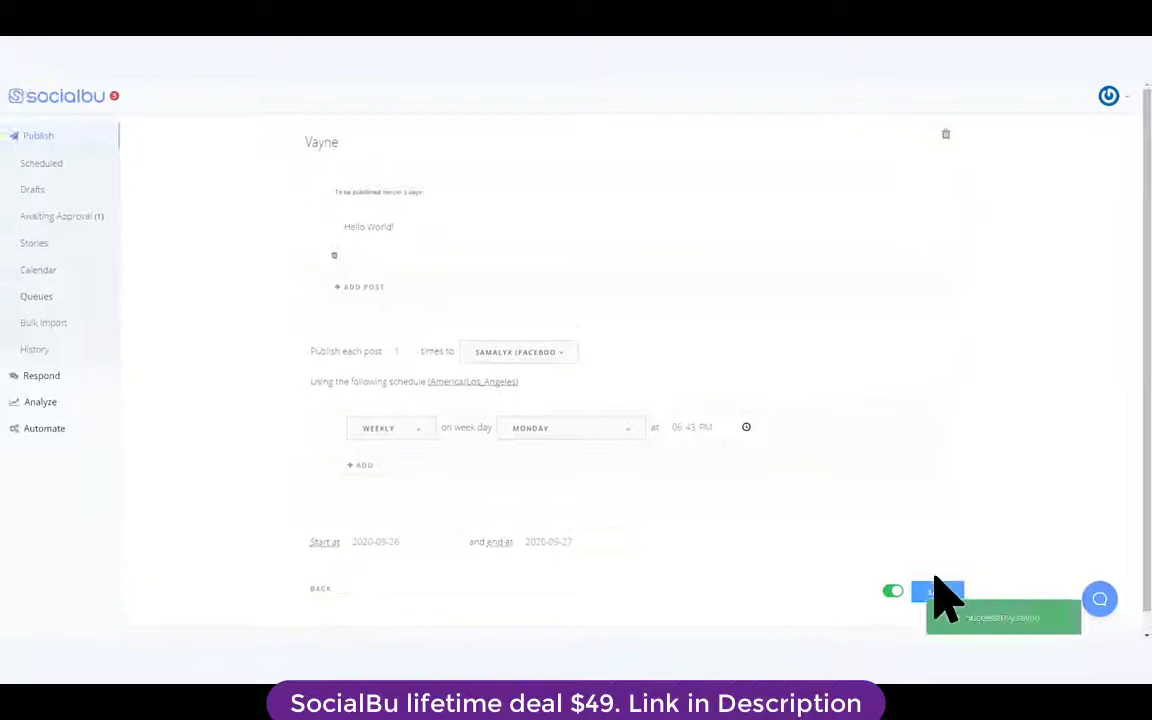 socialbu
3
Publish
Scheduled
Drafts
Awaiting Approval (1)
Stories
Calendar
Queues
Bulk Import
History
Respond
Analyze
Automate
Vayne
To be published
Hello World!
+ ADD POST
Publish each post 1 times to SAMALYX (FACEBOO
Using the following schedule (America/Los_Angeles)
WEEKLY on week day MONDAY at 06:43 PM
+ ADD
Start at 2020-09-26 and end at 2020-09-27
BACK
Successfully saved
SocialBu lifetime deal $49. Link in Description